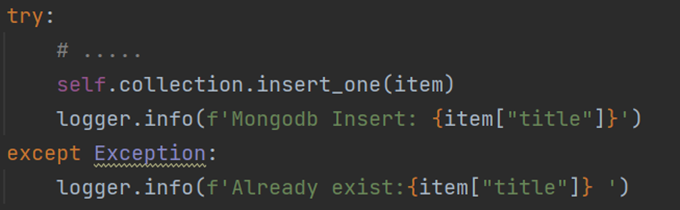 try:
    # .....
    self.collection.insert_one(item)
    logger.info(f'Mongodb Insert: {item["title"]}')
except Exception:
    logger.info(f'Already exist:{item["title"]} ')